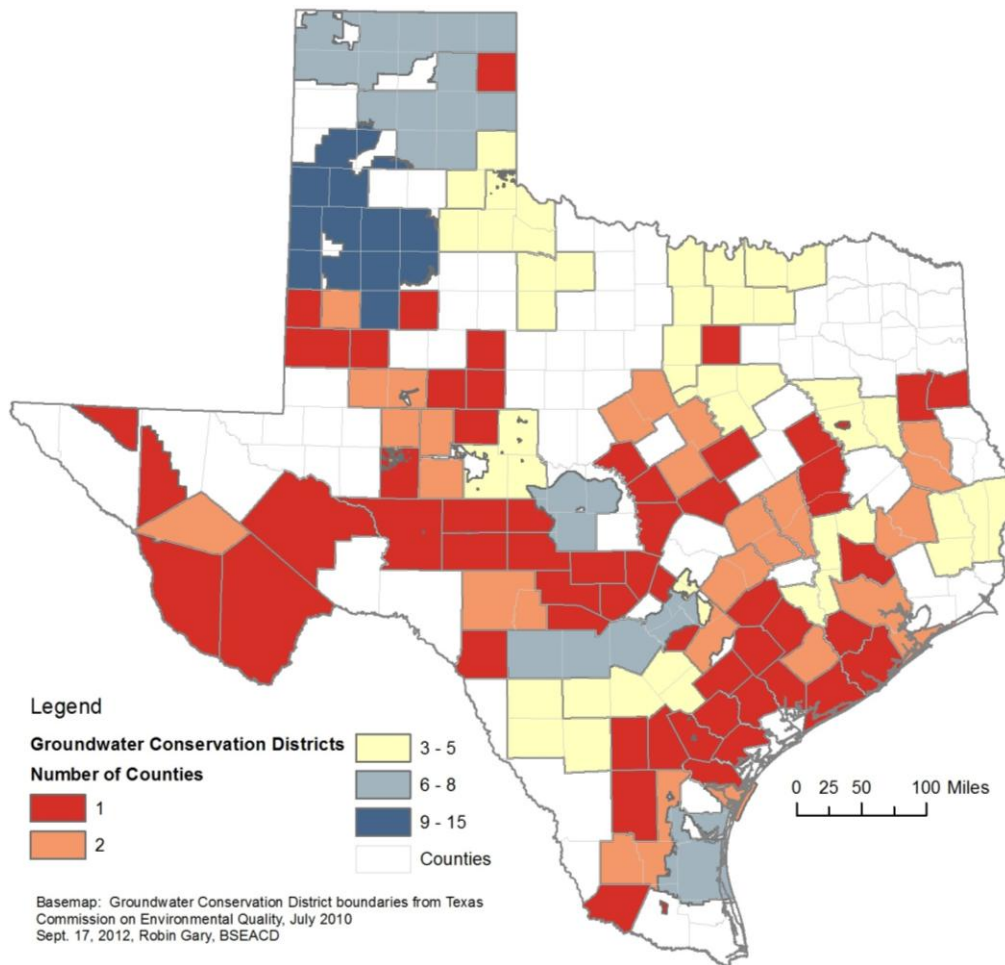 Legend
Groundwater Conservation Districts
Number of Counties
1
2
3 - 5
6 - 8
9 - 15
Counties
0 25 50 100 Miles
Basemap: Groundwater Conservation District boundaries from Texas
Commission on Environmental Quality, July 2010
Sept. 17, 2012, Robin Gary, BSEACD